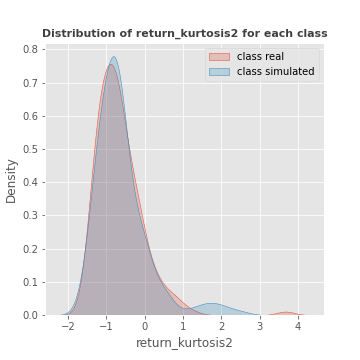 Distribution of return_kurtosis2 for each class
class real
class simulated
0.8
0.7
0.6
0.5
0.4
0.3
0.2
0.1
0.0
Density
−2 −1 0 1 2 3 4
return_kurtosis2